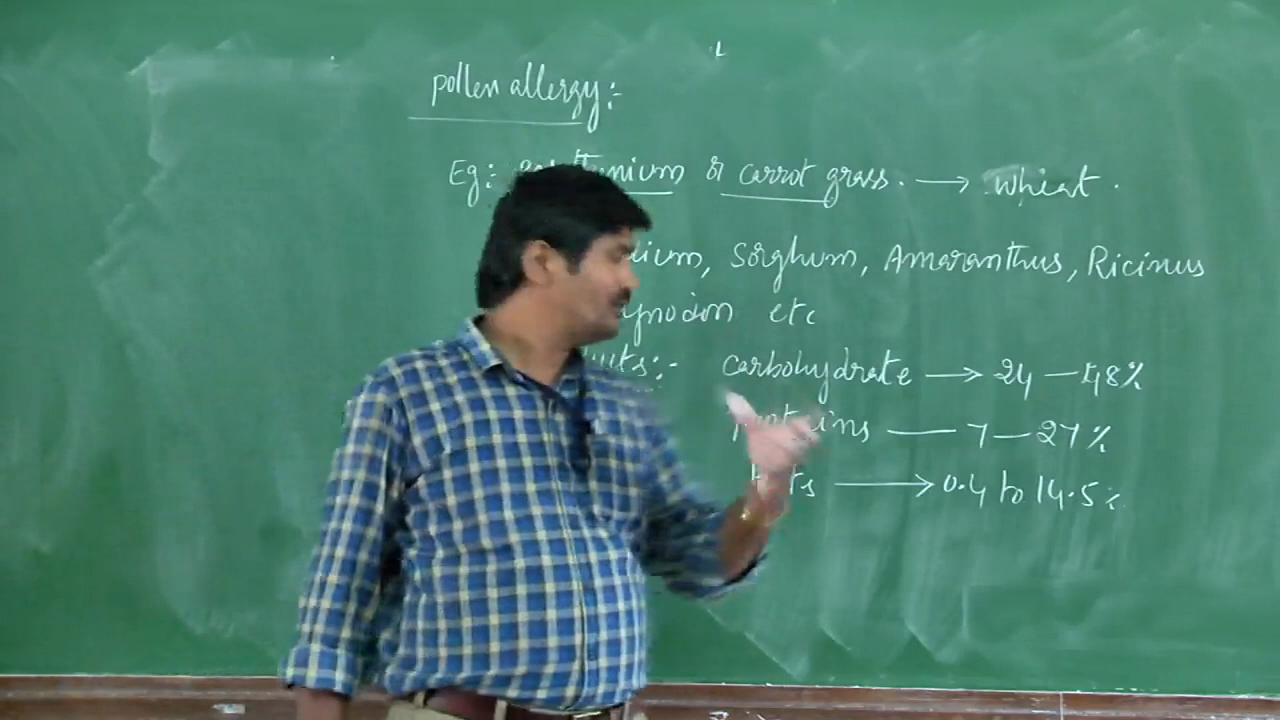 pollen allergy:-
Eg: & carrot grass. → wheat.
Sorghum, Amaranthus, Ricinus
etc
carbohydrate → 24 — 48%
— 7 — 27%
→ 0.4 to 14.5%